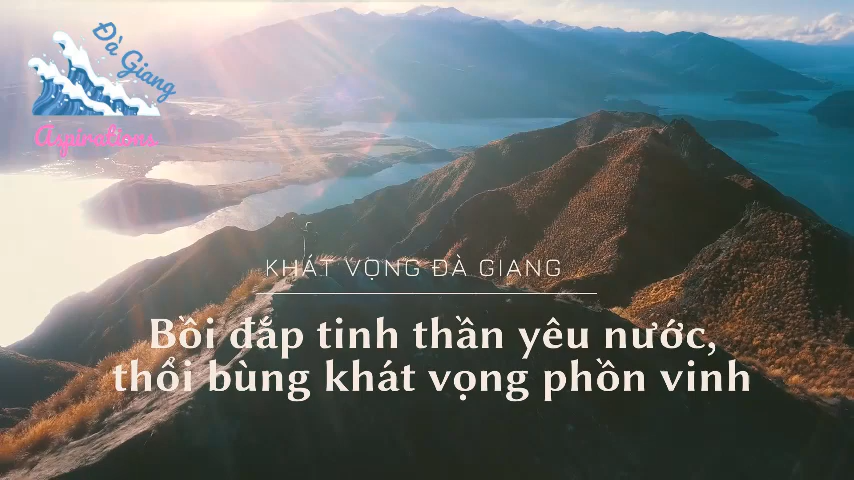 Đà Giang
Aspirations
KHÁT VỌNG ĐÀ GIANG
Bồi đắp tinh thần yêu nước,
thổi bùng khát vọng phồn vinh